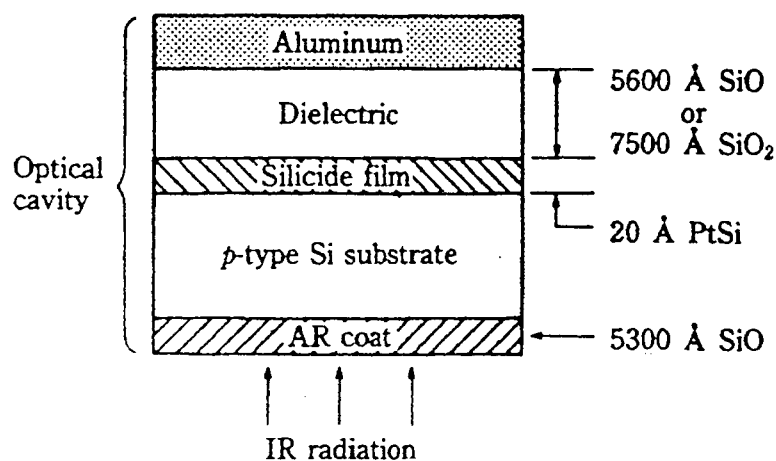 Aluminum
5600 Å SiO
or
7500 Å SiO₂
Dielectric
Optical
cavity
Silicide film
20 Å PtSi
p-type Si substrate
AR coat
5300 Å SiO
IR radiation